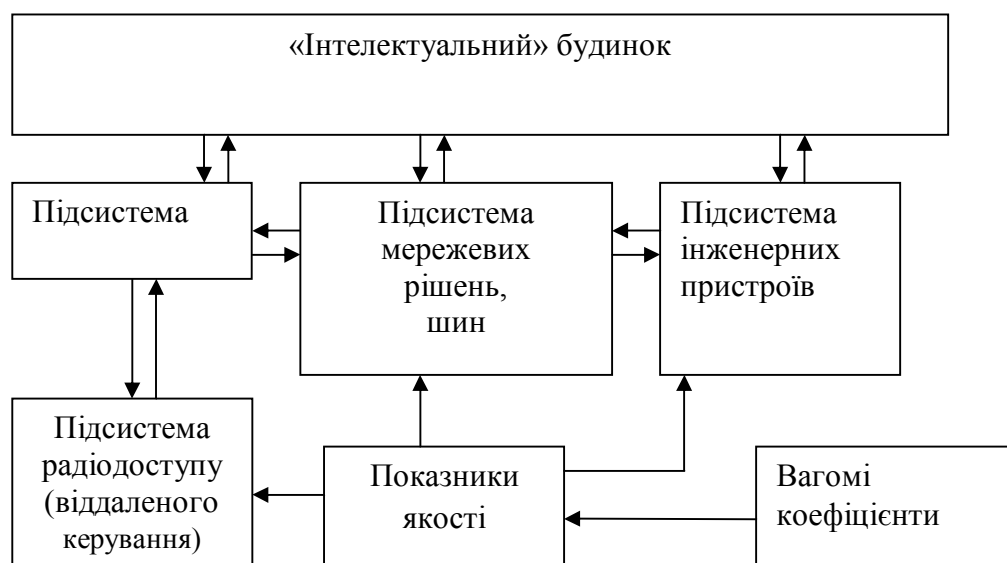 «Інтелектуальний» будинок
Підсистема
Підсистема
мережевих
рішень,
шин
Підсистема
інженерних
пристроїв
Підсистема
радіодоступу
(віддаленого
керування)
Показники
якості
Вагомі
коефіцієнти